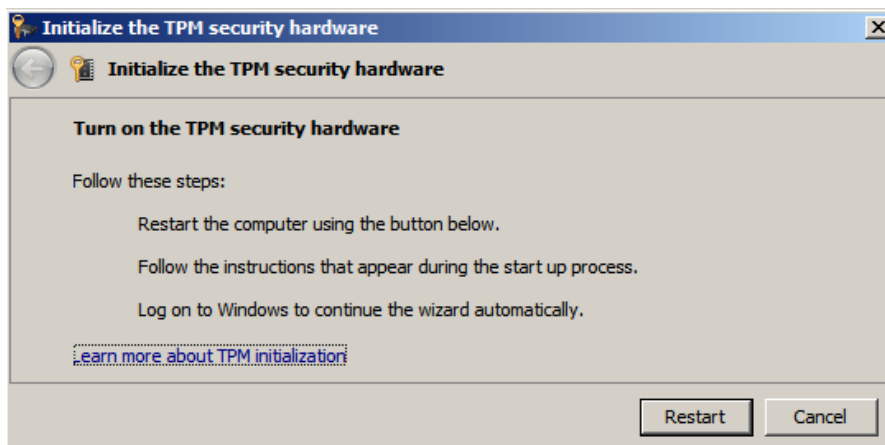 Initialize the TPM security hardware
Initialize the TPM security hardware
Turn on the TPM security hardware
Follow these steps:
Restart the computer using the button below.
Follow the instructions that appear during the start up process.
Log on to Windows to continue the wizard automatically.
Learn more about TPM initialization
Restart Cancel